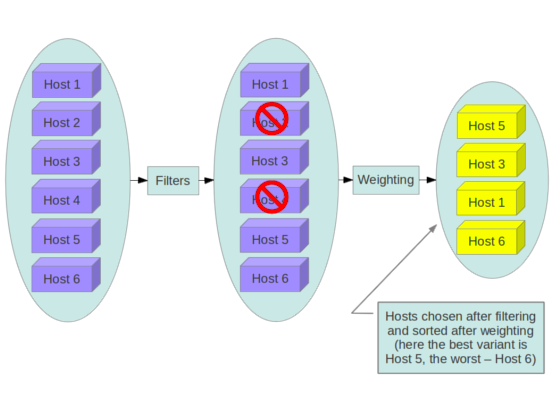 Host 1
Host 2
Host 3
Host 4
Host 5
Host 6
Filters
Host 1
Host
Host 3
Host
Host 5
Host 6
Weighting
Host 5
Host 3
Host 1
Host 6
Hosts chosen after filtering
and sorted after weighting
(here the best variant is
Host 5, the worst – Host 6)